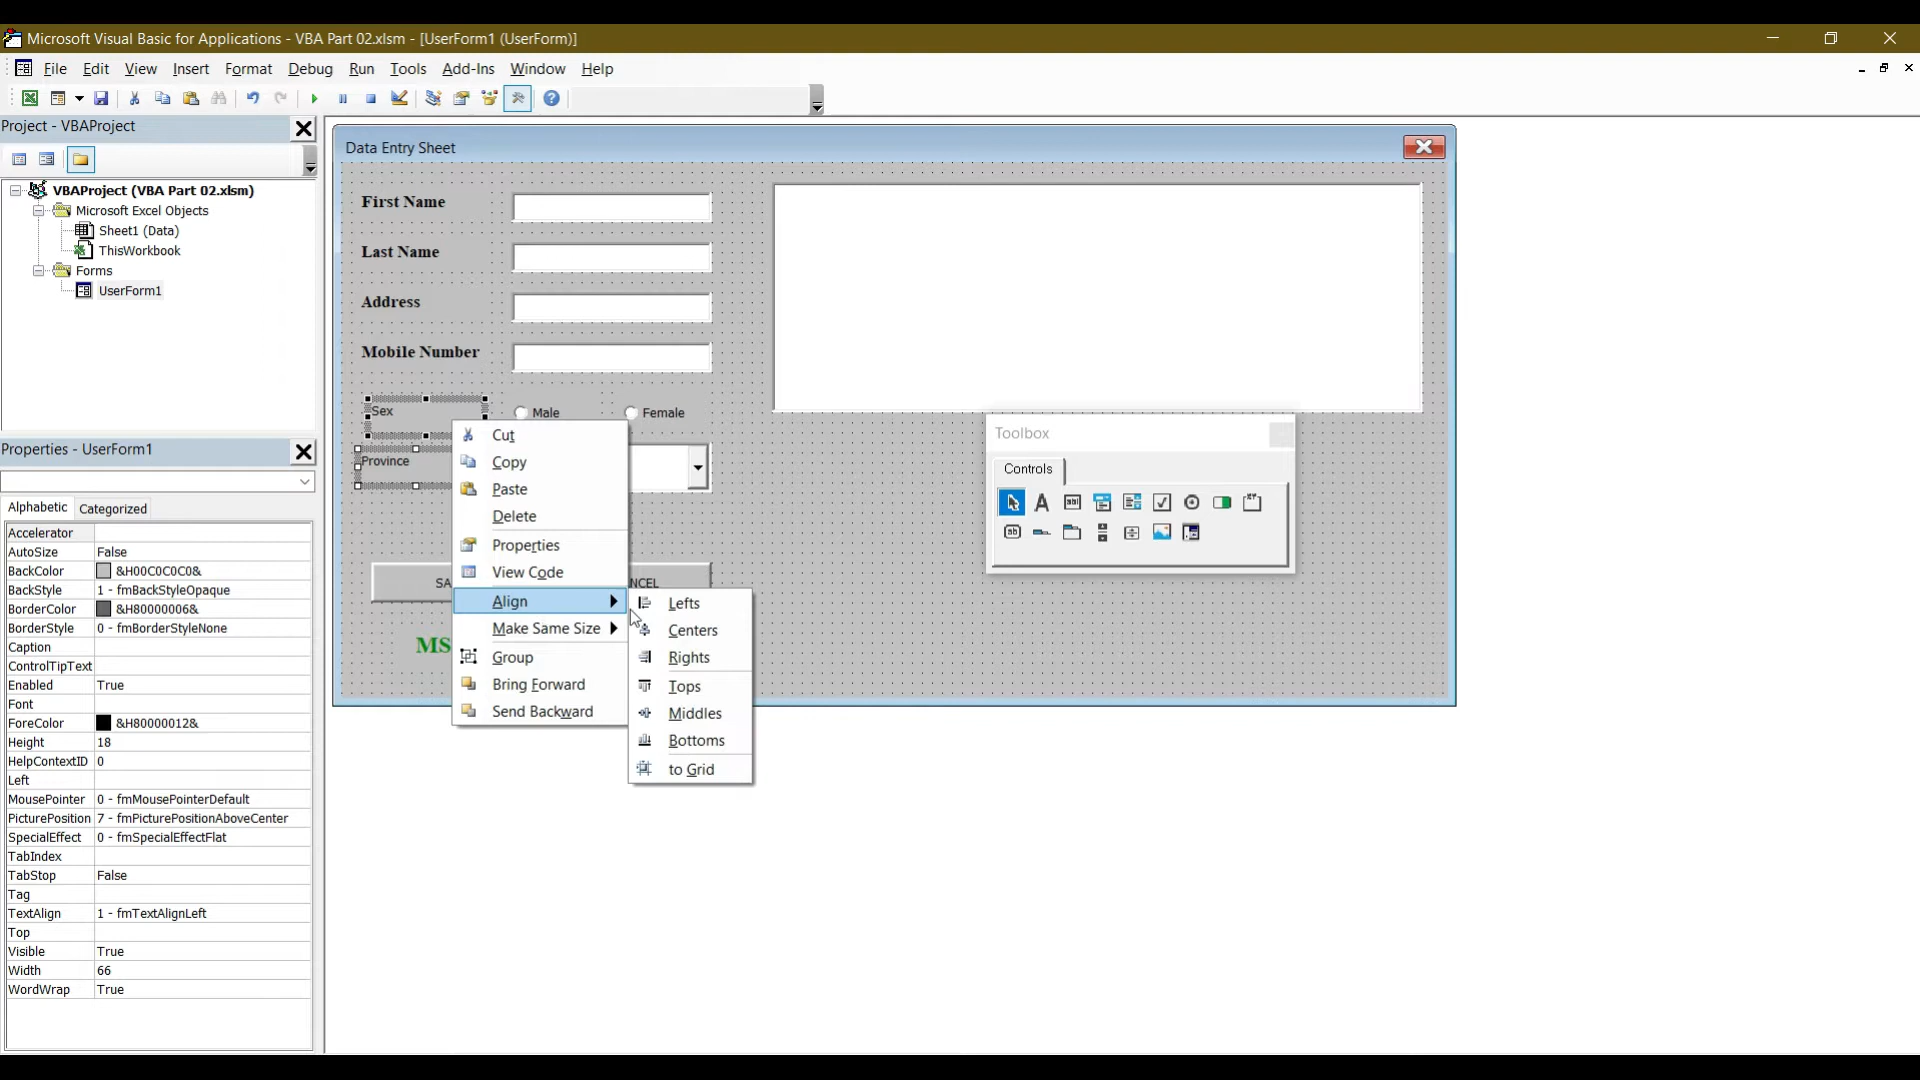 Microsoft Visual Basic for Applications - VBA Part 02.xlsm - [UserForm1 (UserForm)]
File Edit View Insert Format Debug Run Tools Add-Ins Window Help
Project - VBAProject
VBAProject (VBA Part 02.xlsm)
Microsoft Excel Objects
Sheet1 (Data)
ThisWorkbook
Forms
UserForm1
Properties - UserForm1
Alphabetic Categorized
Accelerator
AutoSize False
BackColor &H00C0C0C0&
BackStyle 1 - fmBackStyleOpaque
BorderColor &H80000006&
BorderStyle 0 - fmBorderStyleNone
Caption
ControlTipText
Enabled True
Font
ForeColor &H80000012&
Height 18
HelpContextID 0
Left
MousePointer 0 - fmMousePointerDefault
PicturePosition 7 - fmPicturePositionAboveCenter
SpecialEffect 0 - fmSpecialEffectFlat
TabIndex
TabStop False
Tag
TextAlign 1 - fmTextAlignLeft
Top
Visible True
Width 66
WordWrap True
Data Entry Sheet
First Name
Last Name
Address
Mobile Number
Sex Male Female
Province
SA NCEL
MS
Cut
Copy
Paste
Delete
Properties
View Code
Align
Make Same Size
Group
Bring Forward
Send Backward
Lefts
Centers
Rights
Tops
Middles
Bottoms
to Grid
Toolbox
Controls